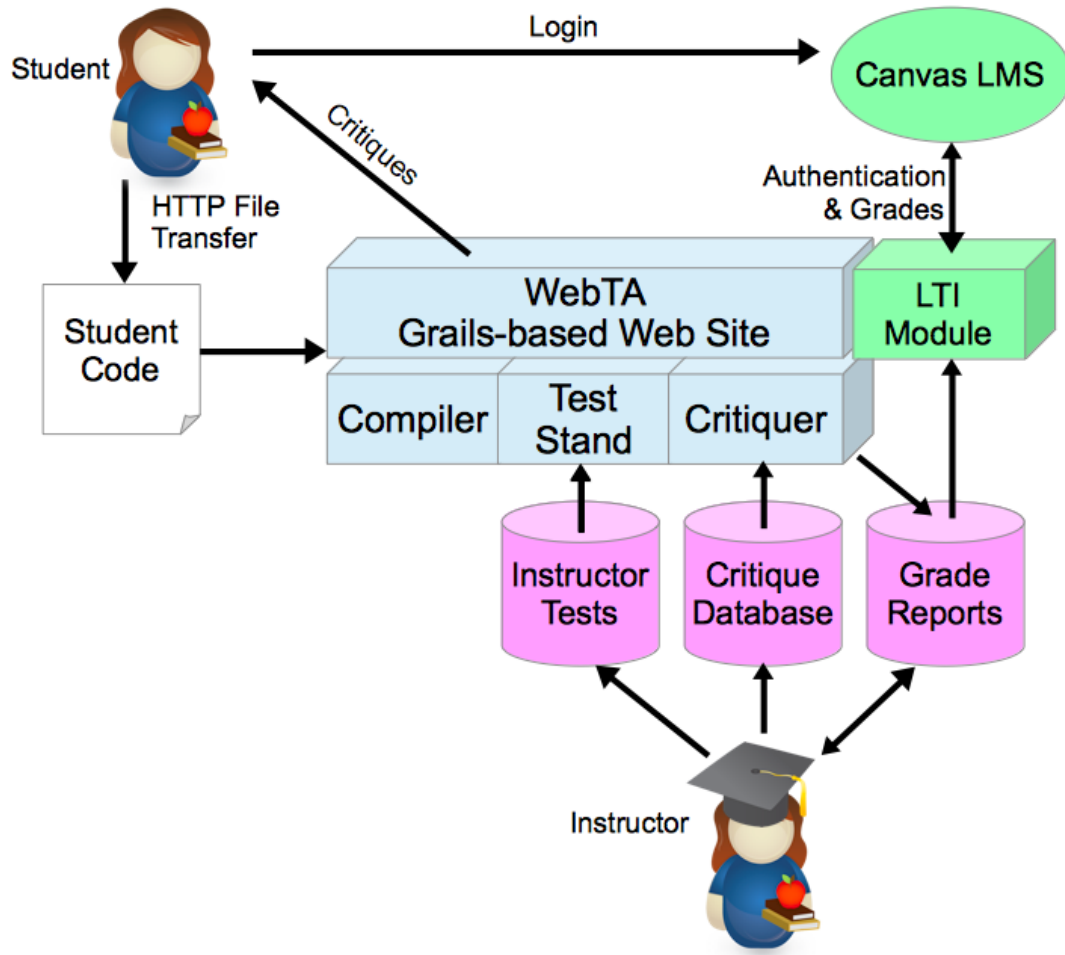 Login
Student
Canvas LMS
Critiques
Authentication
& Grades
HTTP File
Transfer
WebTA
Grails-based Web Site
LTI
Module
Student
Code
Compiler
Test
Stand
Critiquer
Instructor
Tests
Critique
Database
Grade
Reports
Instructor